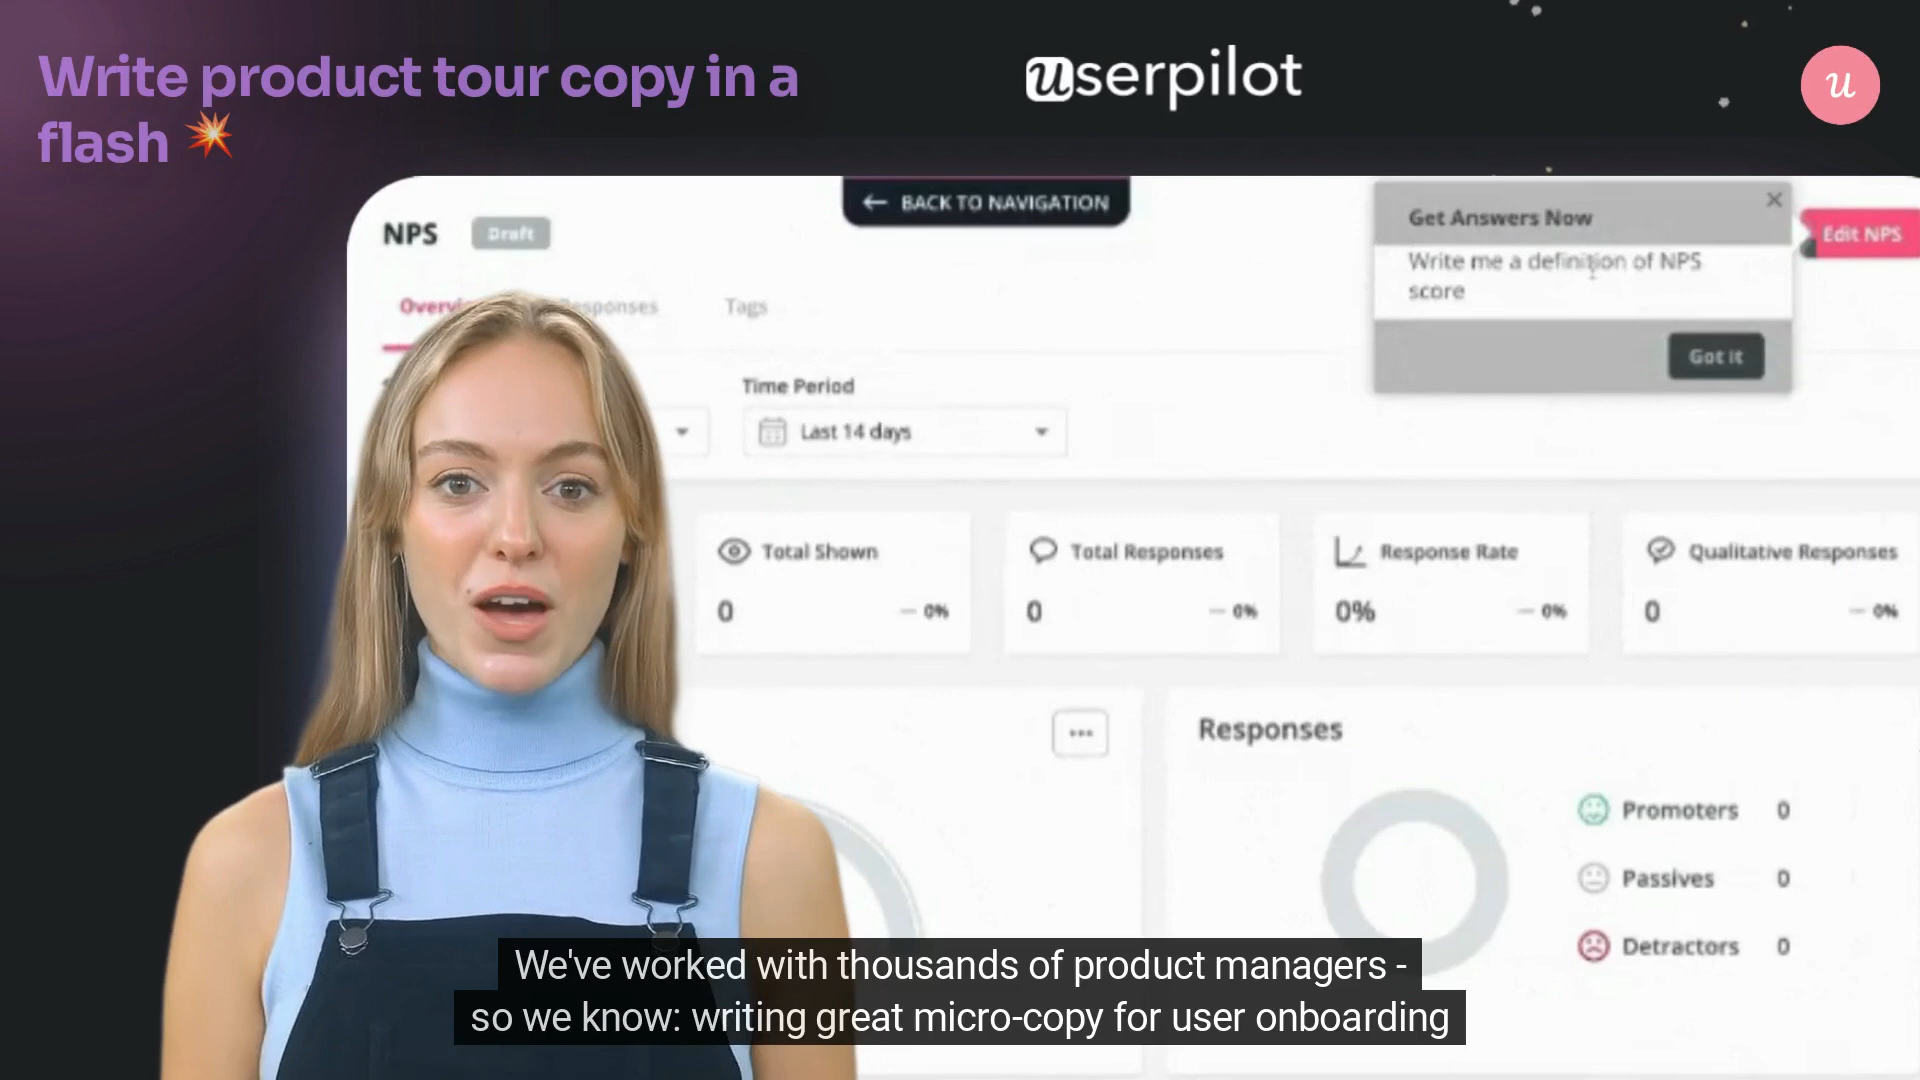 Write product tour copy in a
flash
userpilot
u
BACK TO NAVIGATION
NPS
Draft
Get Answers Now
Write me a definition of NPS
score
Got it
Edit NPS
Tags
Time Period
Last 14 days
Total Shown
0
0%
Total Responses
0
0%
Response Rate
0%
0%
Qualitative Responses
0
0%
Responses
Promoters 0
Passives 0
Detractors 0
We've worked with thousands of product managers -
so we know: writing great micro-copy for user onboarding